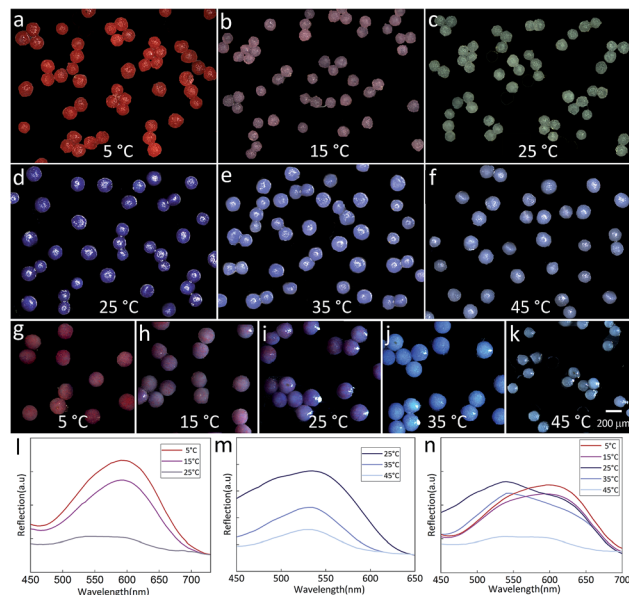 a b c
5 °C 15 °C 25 °C
d e f
25 °C 35 °C 45 °C
g h i j k
5 °C 15 °C 25 °C 35 °C 45 °C
200 μm
l m n
5°C
15°C
25°C
Reflection(a.u)
450 500 550 600 650 700
Wavelength(nm)
25°C
35°C
45°C
Reflection(a.u)
450 500 550 600 650
Wavelength(nm)
5°C
15°C
25°C
35°C
45°C
Reflection(a.u)
450 500 550 600 650 700
Wavelength(nm)